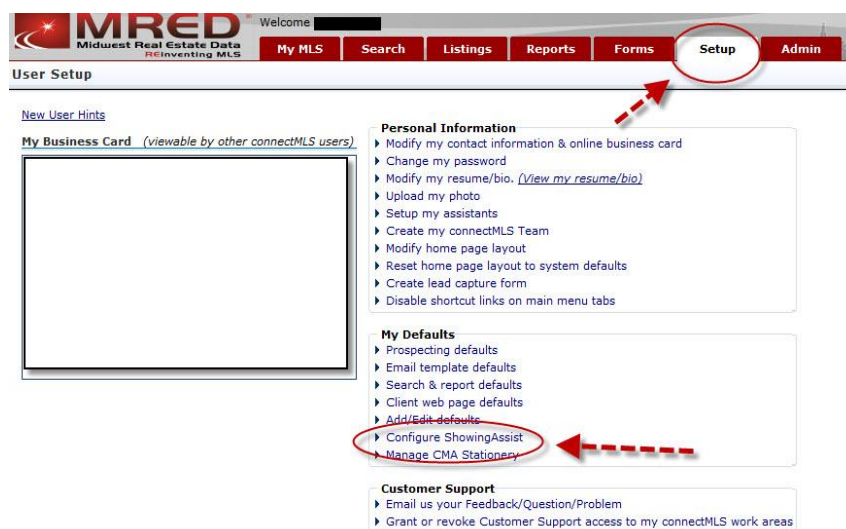 MRED
Midwest Real Estate Data
REinventing MLS
Welcome
My MLS Search Listings Reports Forms Setup Admin
User Setup
New User Hints
My Business Card (viewable by other connectMLS users)
Personal Information
Modify my contact information & online business card
Change my password
Modify my resume/bio. (View my resume/bio)
Upload my photo
Setup my assistants
Create my connectMLS Team
Modify home page layout
Reset home page layout to system defaults
Create lead capture form
Disable shortcut links on main menu tabs
My Defaults
Prospecting defaults
Email template defaults
Search & report defaults
Client web page defaults
Add/Edit defaults
Configure ShowingAssist
Manage CMA Stationery
Customer Support
Email us your Feedback/Question/Problem
Grant or revoke Customer Support access to my connectMLS work areas